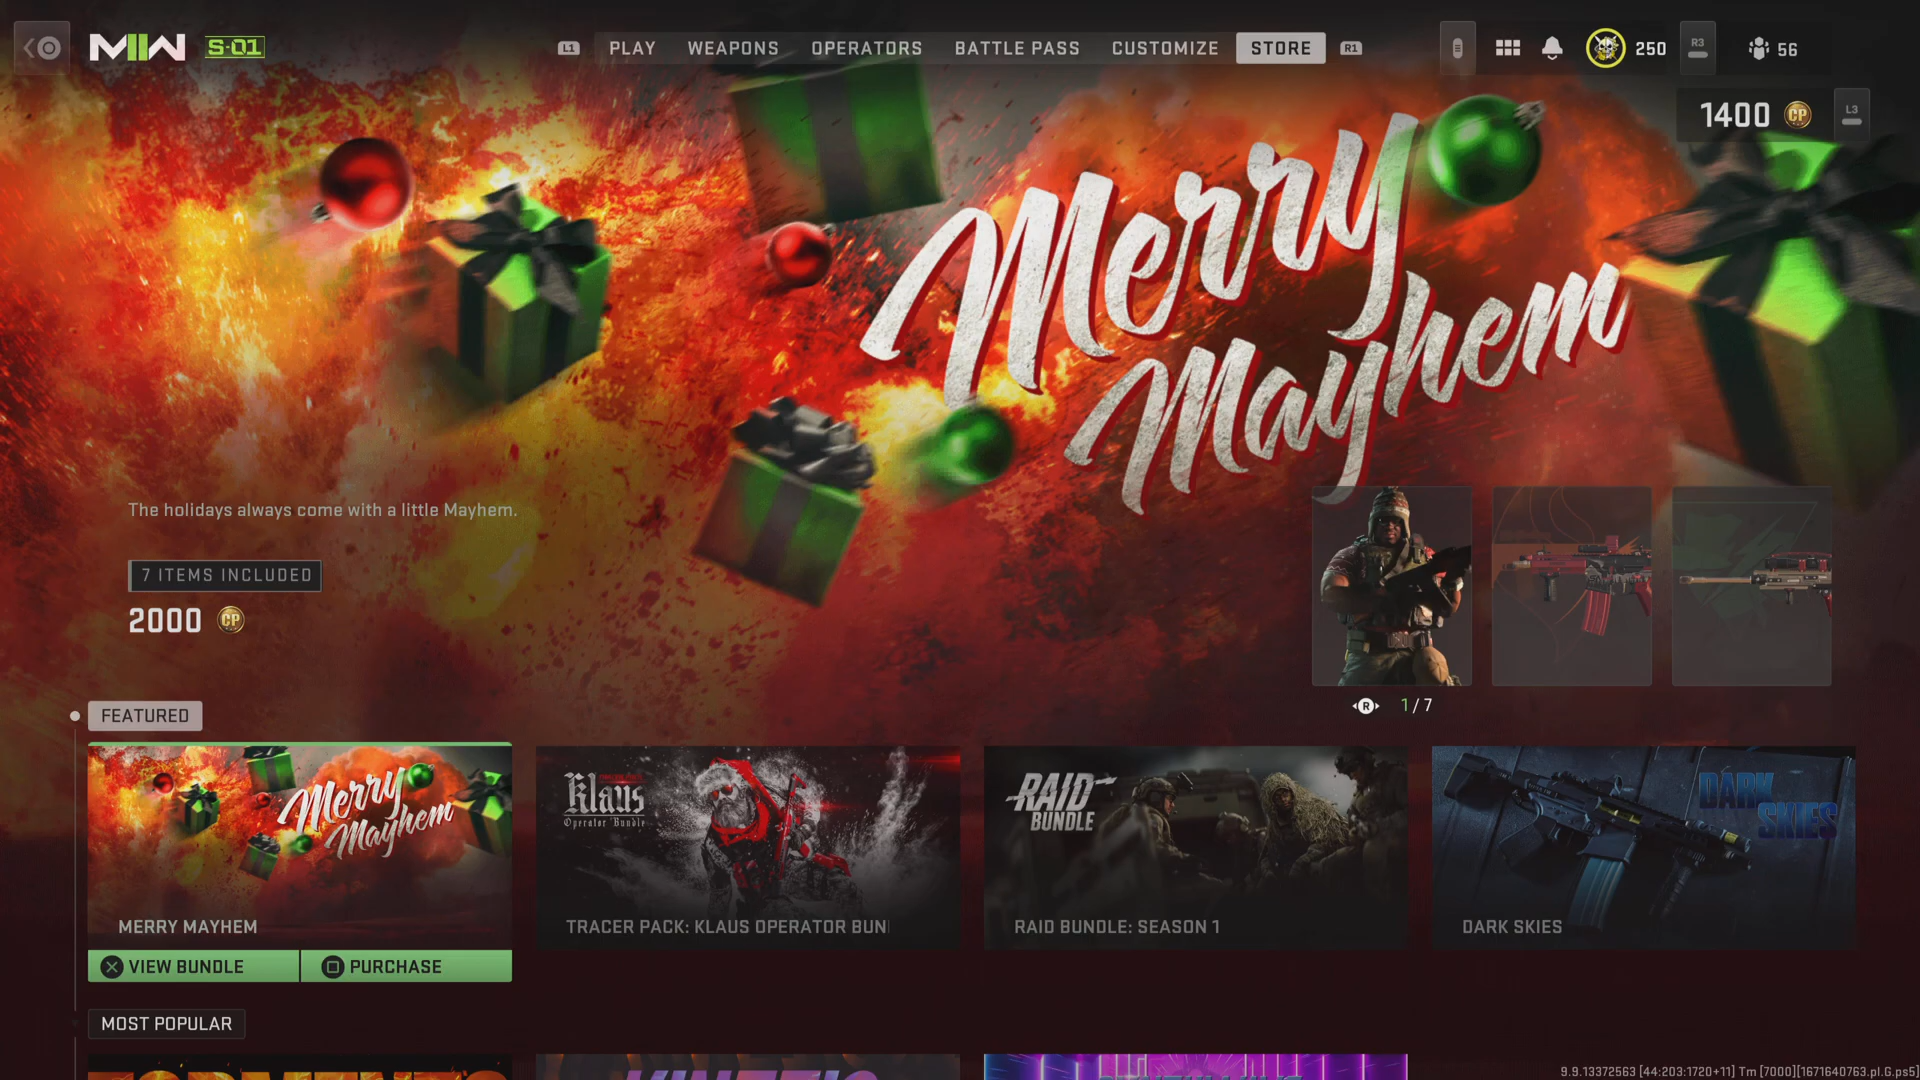 MW S-01
L1 PLAY WEAPONS OPERATORS BATTLE PASS CUSTOMIZE STORE R1
250 R3 56
1400 CP L3
Merry
Mayhem
The holidays always come with a little Mayhem.
7 ITEMS INCLUDED
2000 CP
R 1/7
FEATURED
Merry
Mayhem
MERRY MAYHEM
VIEW BUNDLE PURCHASE
Klaus
Operator Bundle
TRACER PACK: KLAUS OPERATOR BUN
RAID
BUNDLE
RAID BUNDLE: SEASON 1
DARK
SKIES
DARK SKIES
MOST POPULAR
9.9.13372563 [44:203:1720+11] Tm [7000][1671640763.pl.G.ps5]